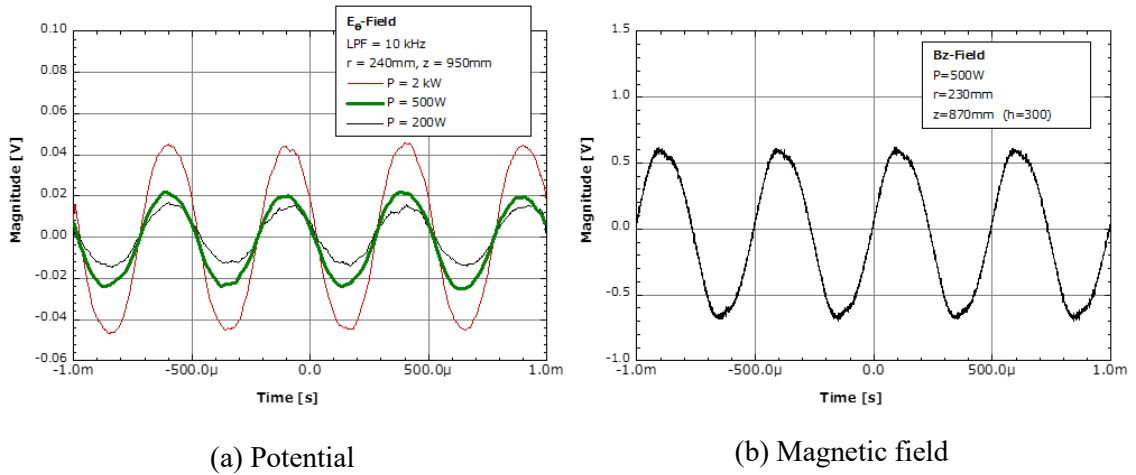 E_θ-Field
LPF = 10 kHz
r = 240mm, z = 950mm
P = 2 kW
P = 500W
P = 200W
0.10
0.08
0.06
0.04
0.02
0.00
-0.02
-0.04
-0.06
Magnitude [V]
-1.0m -500.0µ 0.0 500.0µ 1.0m
Time [s]
(a) Potential
Bz-Field
P=500W
r=230mm
z=870mm (h=300)
1.5
1.0
0.5
0.0
-0.5
-1.0
Magnitude [V]
-1.0m -500.0µ 0.0 500.0µ 1.0m
Time [s]
(b) Magnetic field